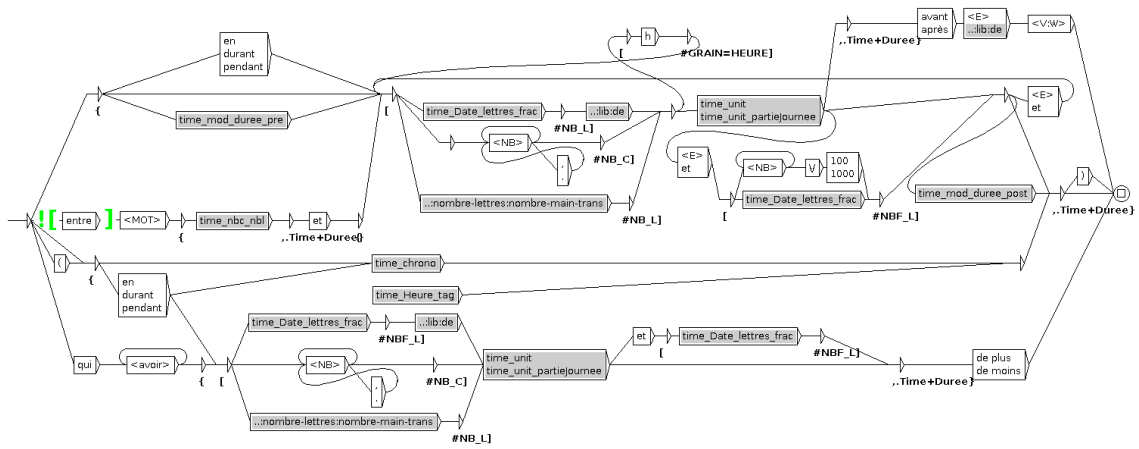 en
durant
pendant
{
time_mod_duree_pre
[
time_Date_lettres_frac
#NB_L]
..:lib:de
<NB>
,
.
#NB_C]
..:nombre-lettres:nombre-main-trans
#NB_L]
[
h
#GRAIN=HEURE]
time_unit
time_unit_partieJournee
,.Time+Duree}
avant
après
<E>
..:lib:de
<V:W>
<E>
et
<E>
et
[
<NB>
\/
100
1000
time_Date_lettres_frac
#NBF_L]
time_mod_duree_post
)
,.Time+Duree}
![
entre
]
<MOT>
{
time_nbc_nbl
,.Time+Duree}
et
{
(
{
en
durant
pendant
time_chrono
time_Heure_tag
qui
<avoir>
{
[
time_Date_lettres_frac
#NBF_L]
..:lib:de
<NB>
,
.
#NB_C]
..:nombre-lettres:nombre-main-trans
#NB_L]
time_unit
time_unit_partieJournee
et
[
time_Date_lettres_frac
#NBF_L]
,.Time+Duree}
de plus
de moins